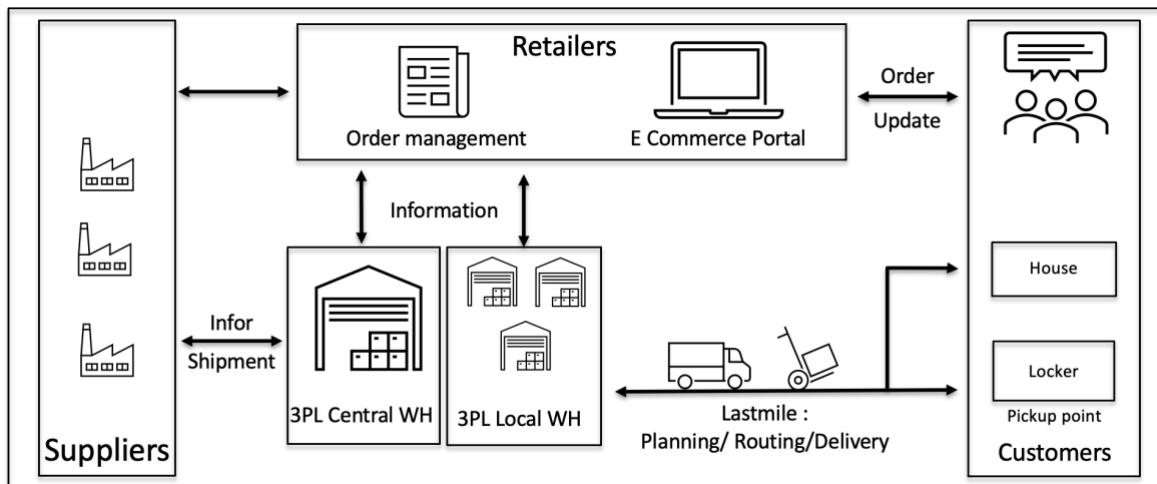 Retailers
Order management
E Commerce Portal
Order
Update
Information
Infor
Shipment
3PL Central WH
3PL Local WH
Suppliers
Lastmile :
Planning/ Routing/Delivery
House
Locker
Pickup point
Customers